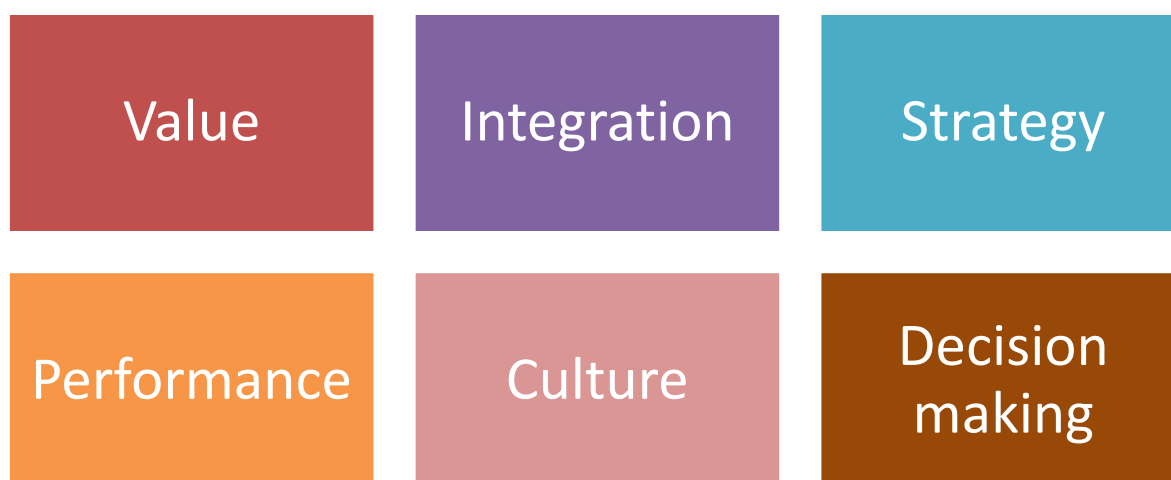 Value
Integration
Strategy
Performance
Culture
Decision
making